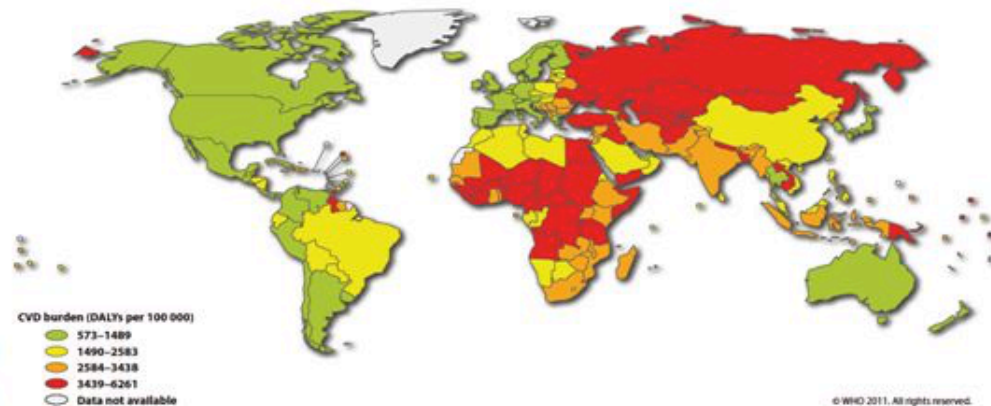 CVD burden (DALYs per 100 000)
573–1489
1490–2583
2584–3438
3439–6261
Data not available
© WHO 2011. All rights reserved.